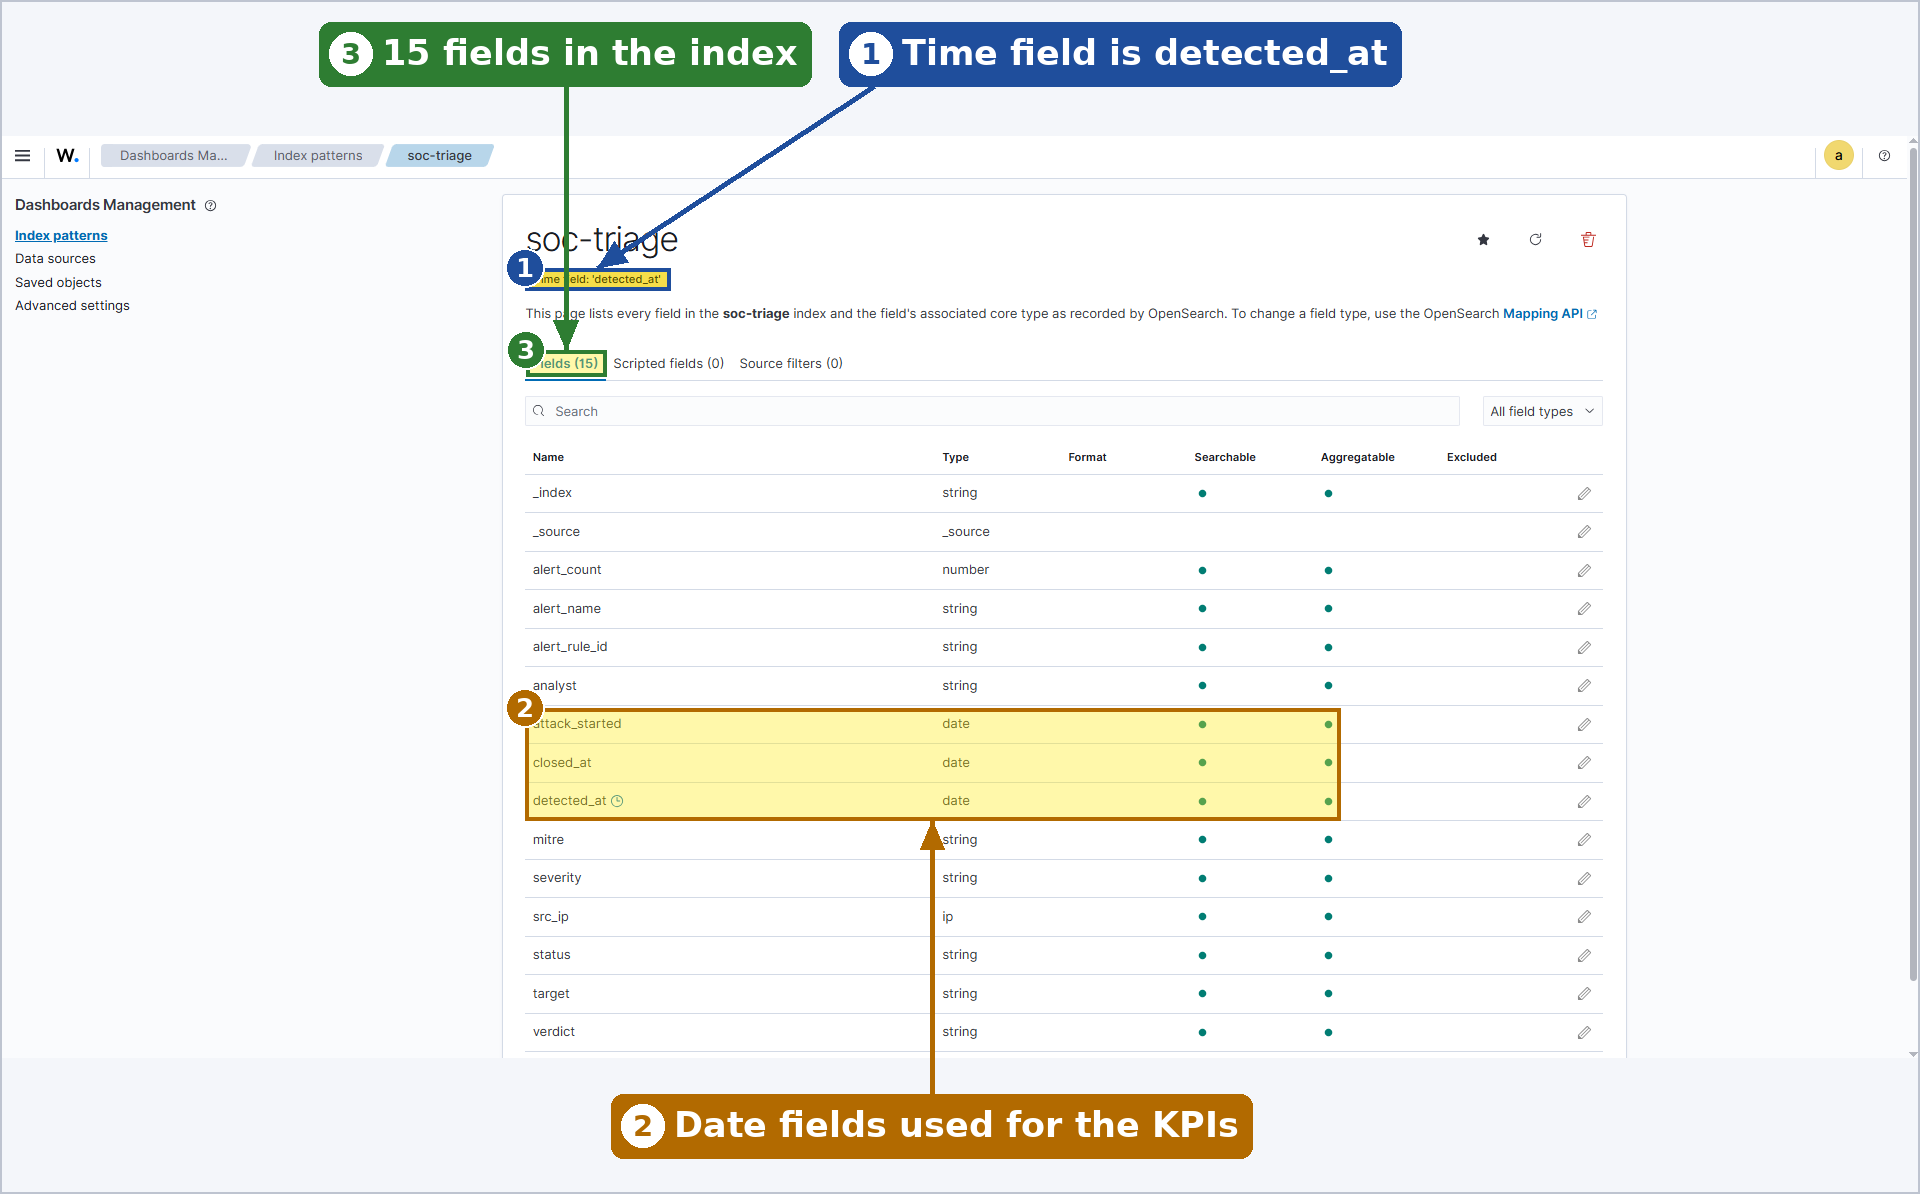 3 15 fields in the index
1 Time field is detected_at
W.
Dashboards Ma...
Index patterns
soc-triage
a
Dashboards Management
Index patterns
Data sources
Saved objects
Advanced settings
soc-triage
1
'detected_at'
This page lists every field in the soc-triage index and the field's associated core type as recorded by OpenSearch. To change a field type, use the OpenSearch Mapping API
3
(15) Scripted fields (0) Source filters (0)
Search
All field types
Name Type Format Searchable Aggregatable Excluded
_index string
_source _source
alert_count number
alert_name string
alert_rule_id string
analyst string
2
attack_started date
closed_at date
detected_at date
mitre string
severity string
src_ip ip
status string
target string
verdict string
2 Date fields used for the KPIs